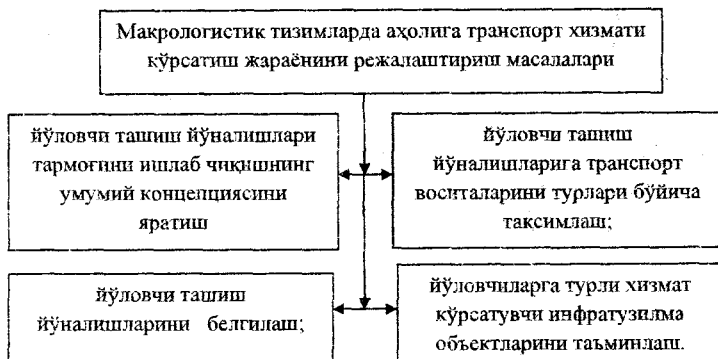 Макрологистик тизимларда аҳолига транспорт хизмати
кўрсатиш жараёнини режалаштириш масалалари
йўловчи ташиш йўналишлари
тармоғини ишлаб чиқишнинг
умумий концепциясини
яратиш
йўловчи ташиш
йўналишларига транспорт
воситаларини турлари бўйича
тақсимлаш;
йўловчи ташиш
йўналишларини белгилаш;
йўловчиларга турли хизмат
кўрсатувчи инфратузилма
объектларини таъминлаш.